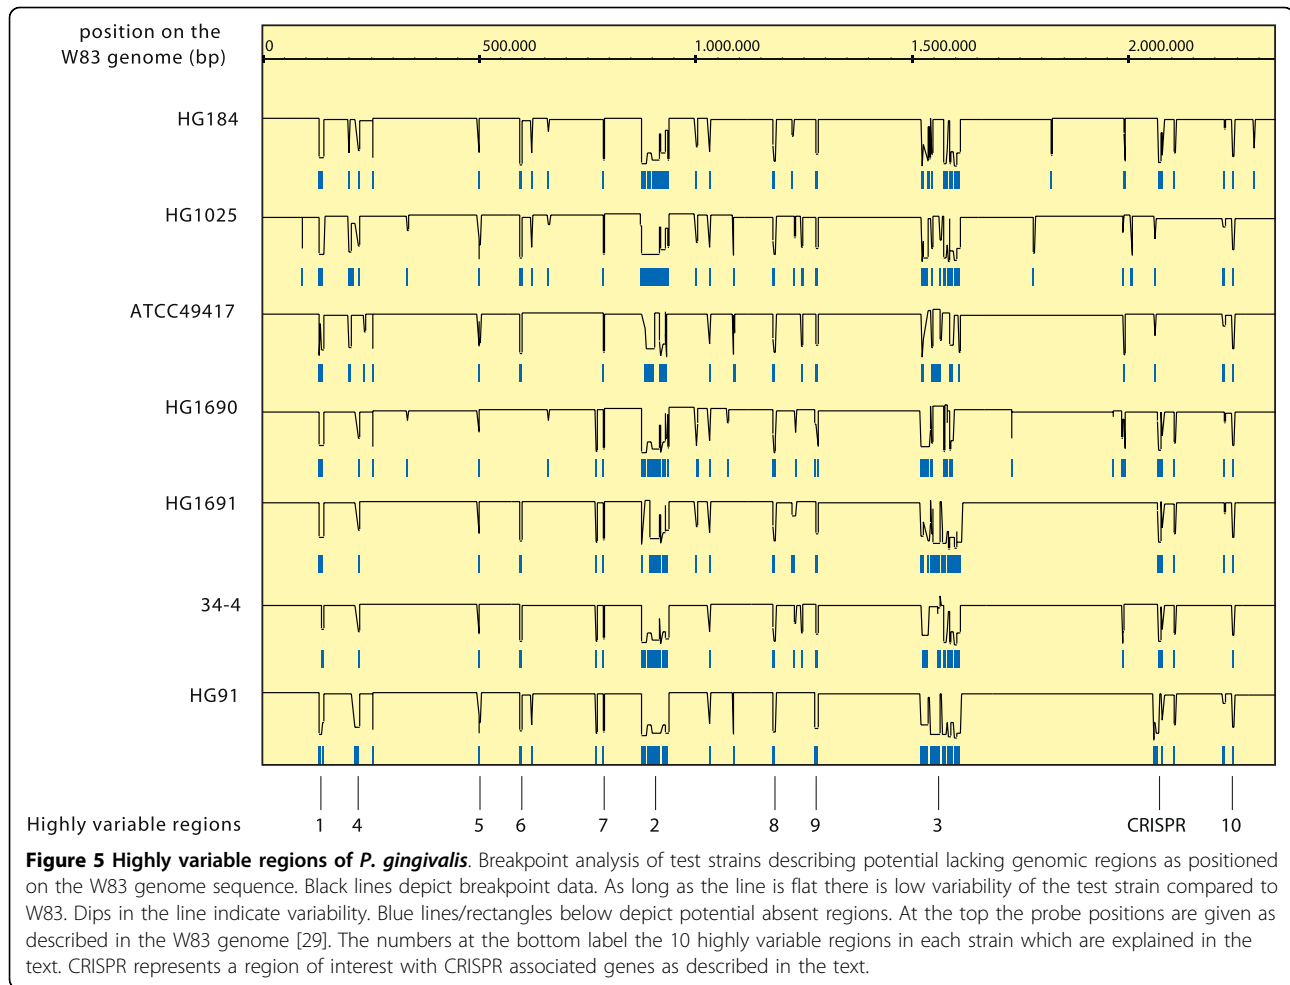 position on the
W83 genome (bp)
0 500.000 1.000.000 1.500.000 2.000.000
HG184
HG1025
ATCC49417
HG1690
HG1691
34-4
HG91
Highly variable regions 1 4 5 6 7 2 8 9 3 CRISPR 10
Figure 5 Highly variable regions of P. gingivalis. Breakpoint analysis of test strains describing potential lacking genomic regions as positioned
on the W83 genome sequence. Black lines depict breakpoint data. As long as the line is flat there is low variability of the test strain compared to
W83. Dips in the line indicate variability. Blue lines/rectangles below depict potential absent regions. At the top the probe positions are given as
described in the W83 genome [29]. The numbers at the bottom label the 10 highly variable regions in each strain which are explained in the
text. CRISPR represents a region of interest with CRISPR associated genes as described in the text.